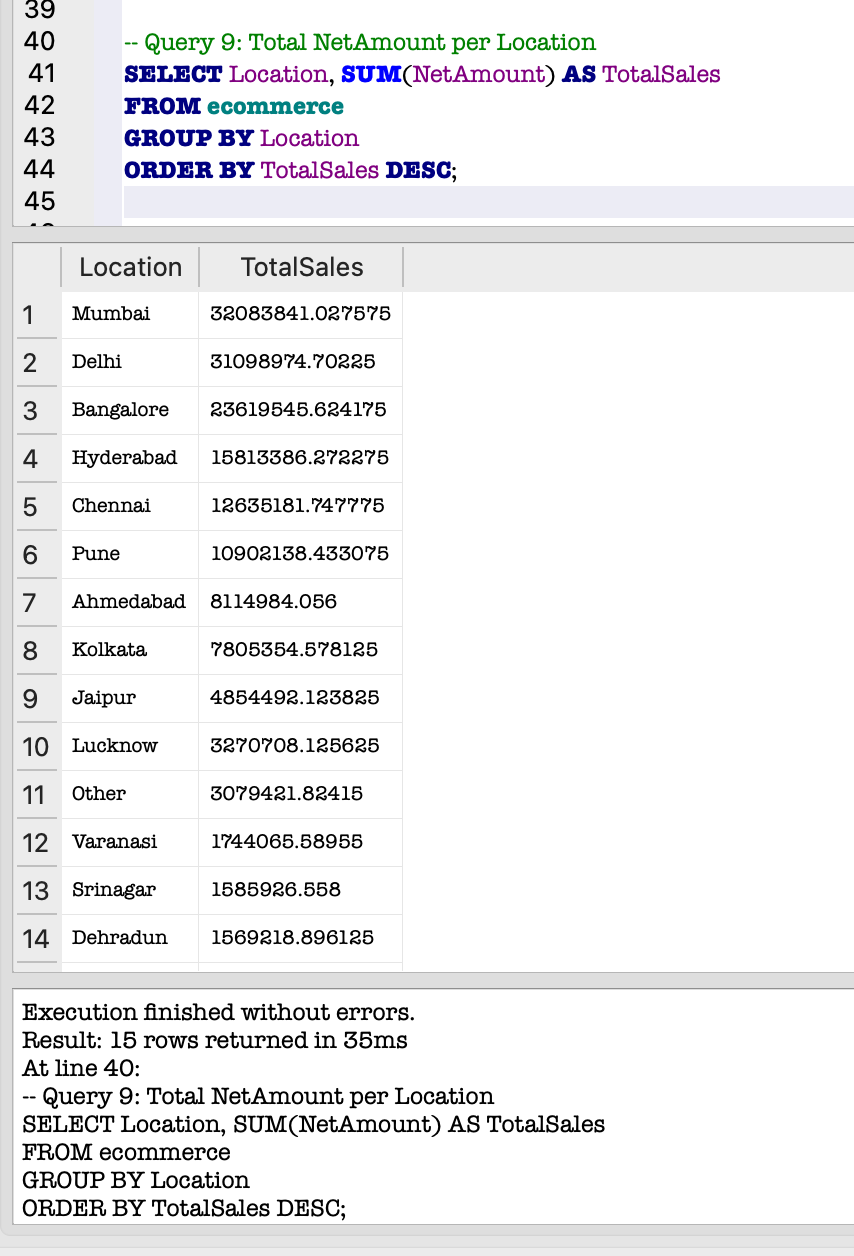 39
40 -- Query 9: Total NetAmount per Location
41 SELECT Location, SUM(NetAmount) AS TotalSales
42 FROM ecommerce
43 GROUP BY Location
44 ORDER BY TotalSales DESC;
45
Location TotalSales
1 Mumbai 32083841.027575
2 Delhi 31098974.70225
3 Bangalore 23619545.624175
4 Hyderabad 15813386.272275
5 Chennai 12635181.747775
6 Pune 10902138.433075
7 Ahmedabad 8114984.056
8 Kolkata 7805354.578125
9 Jaipur 4854492.123825
10 Lucknow 3270708.125625
11 Other 3079421.82415
12 Varanasi 1744065.58955
13 Srinagar 1585926.558
14 Dehradun 1569218.896125
Execution finished without errors.
Result: 15 rows returned in 35ms
At line 40:
-- Query 9: Total NetAmount per Location
SELECT Location, SUM(NetAmount) AS TotalSales
FROM ecommerce
GROUP BY Location
ORDER BY TotalSales DESC;